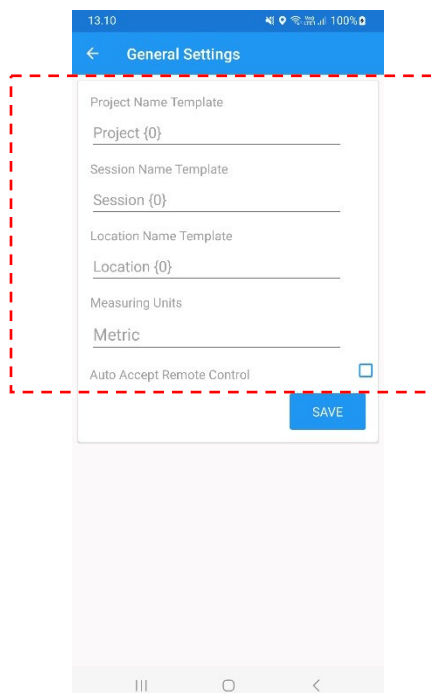 13.10 100%
General Settings
Project Name Template
Project {0}
Session Name Template
Session {0}
Location Name Template
Location {0}
Measuring Units
Metric
Auto Accept Remote Control
SAVE